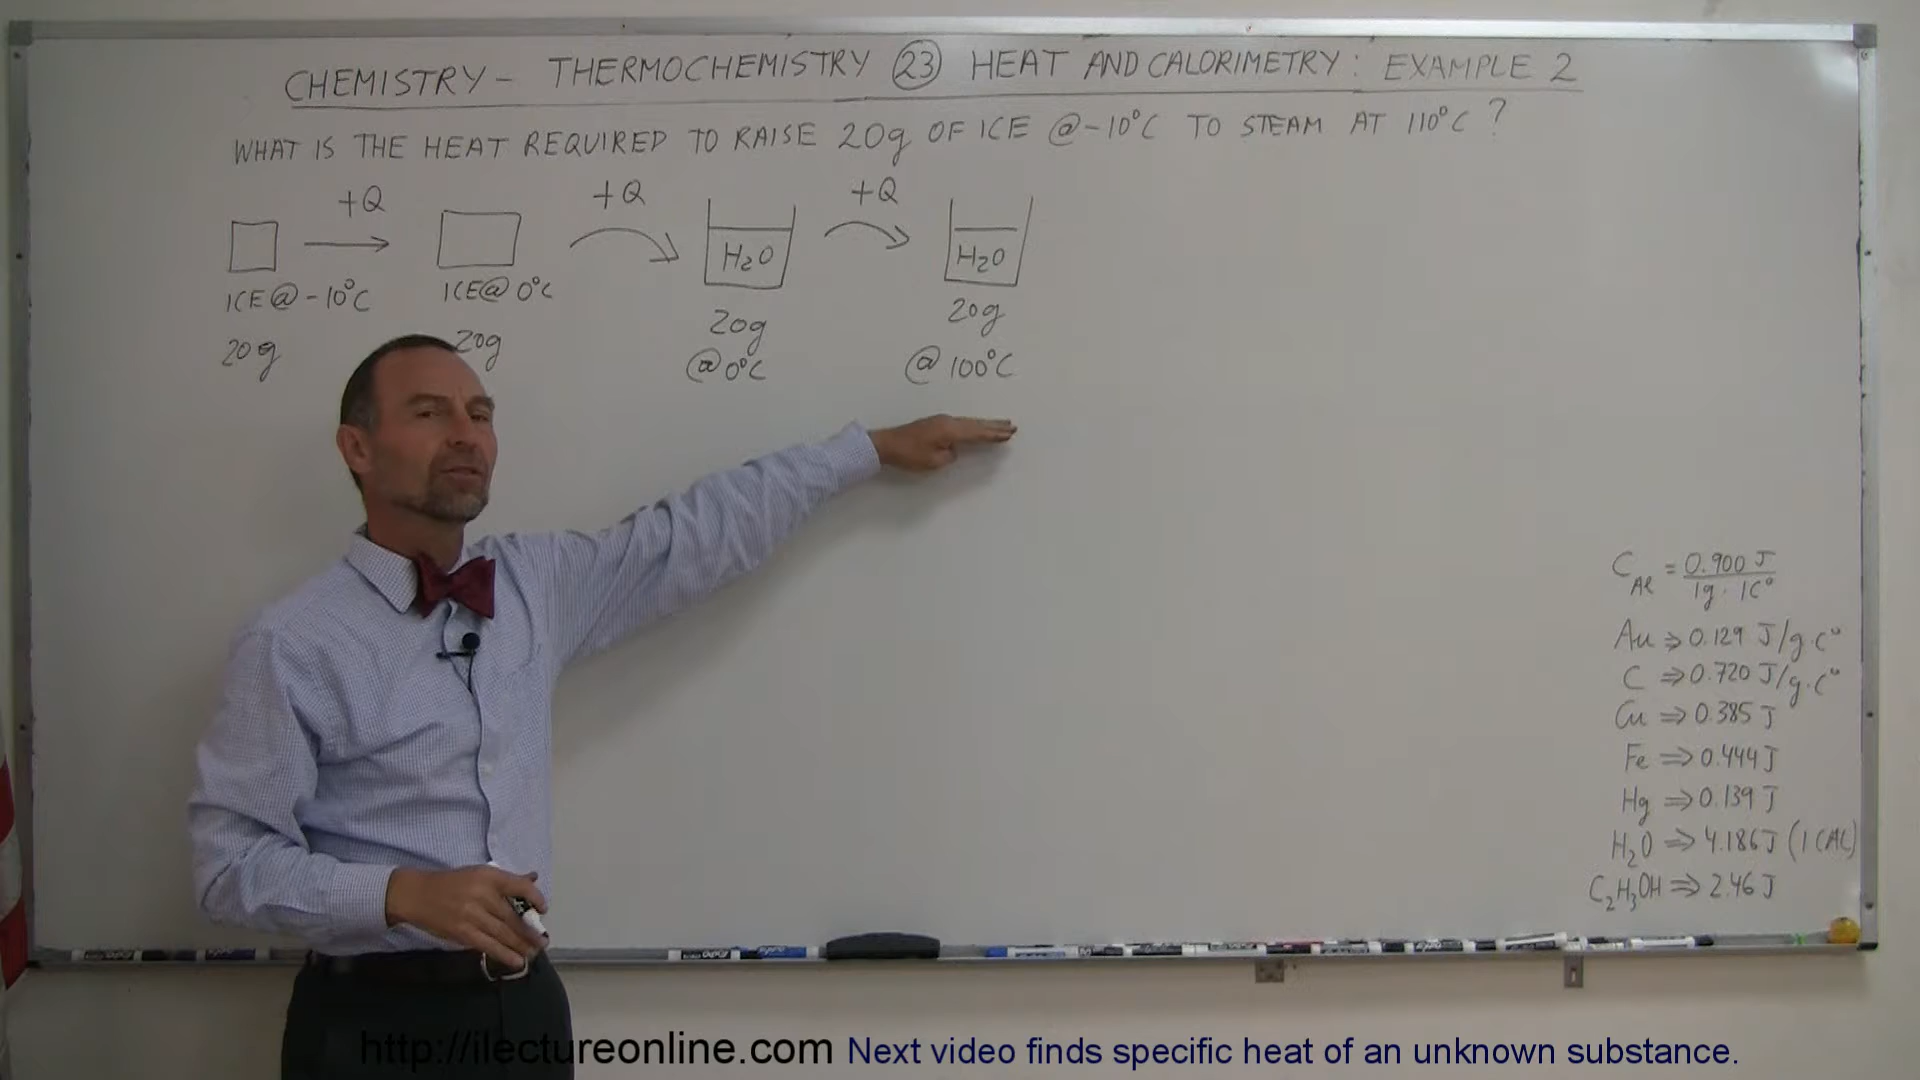 CHEMISTRY - THERMOCHEMISTRY 23 HEAT AND CALORIMETRY: EXAMPLE 2
WHAT IS THE HEAT REQUIRED TO RAISE 20g OF ICE @ -10°C TO STEAM AT 110°C ?
+Q +Q +Q
H₂O H₂O
ICE @ -10°C ICE @ 0°C 20g 20g
20g 20g @ 0°C @ 100°C
C_Al = 0.900 J / 1g · 1C°
Au ⇒ 0.129 J/g·C°
C ⇒ 0.720 J/g·C°
Cu ⇒ 0.385 J
Fe ⇒ 0.444 J
Hg ⇒ 0.139 J
H₂O ⇒ 4.186 J (1 CAL)
C₂H₃OH ⇒ 2.46 J
http://ilectureonline.com Next video finds specific heat of an unknown substance.